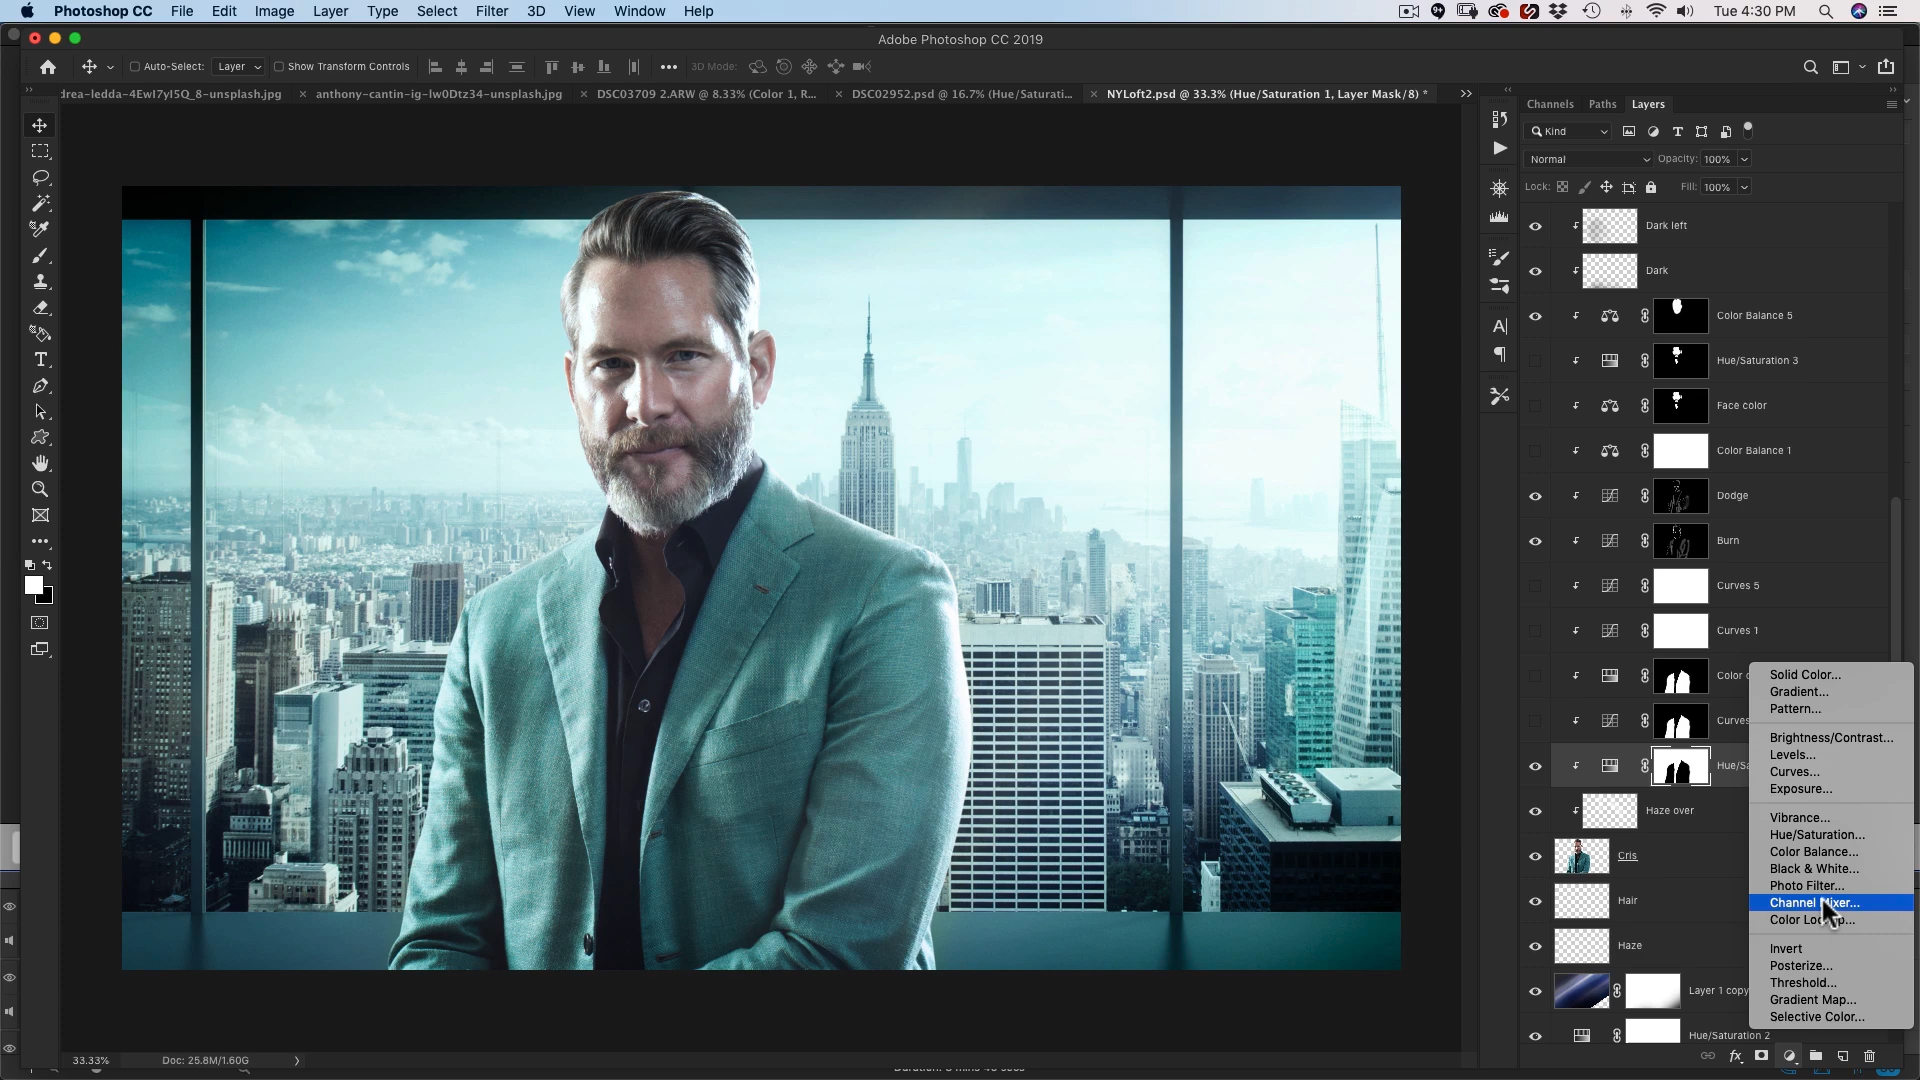 Photoshop CC File Edit Image Layer Type Select Filter 3D View Window Help Tue 4:30 PM
Adobe Photoshop CC 2019
Auto-Select: Layer Show Transform Controls 3D Mode:
drea-ledda-4EwI7yI5Q_8-unsplash.jpg × anthony-cantin-ig-lw0Dtz34-unsplash.jpg × DSC03709 2.ARW @ 8.33% (Color 1, R... × DSC02952.psd @ 16.7% (Hue/Saturati... × NYLoft2.psd @ 33.3% (Hue/Saturation 1, Layer Mask/8) *
Channels Paths Layers
Kind
Normal Opacity: 100%
Lock: Fill: 100%
Dark left
Dark
Color Balance 5
Hue/Saturation 3
Face color
Color Balance 1
Dodge
Burn
Curves 5
Curves 1
Color
Curves
Hue/Sa
Haze over
Cris
Hair
Haze
Layer 1 copy
Hue/Saturation 2
Solid Color...
Gradient...
Pattern...
Brightness/Contrast...
Levels...
Curves...
Exposure...
Vibrance...
Hue/Saturation...
Color Balance...
Black & White...
Photo Filter...
Channel Mixer...
Color
Invert
Posterize...
Threshold...
Gradient Map...
Selective Color...
33.33% Doc: 25.8M/1.60G